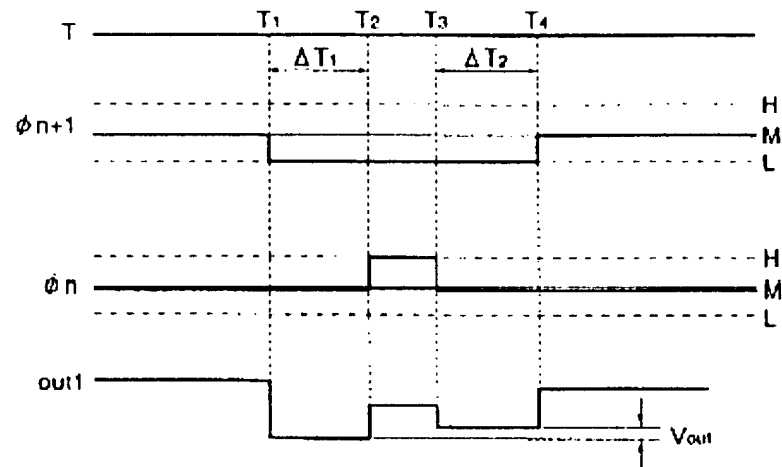 T T1 T2 T3 T4
ΔT1 ΔT2
H
ϕn+1 M
L
H
ϕn M
L
out1
Vout